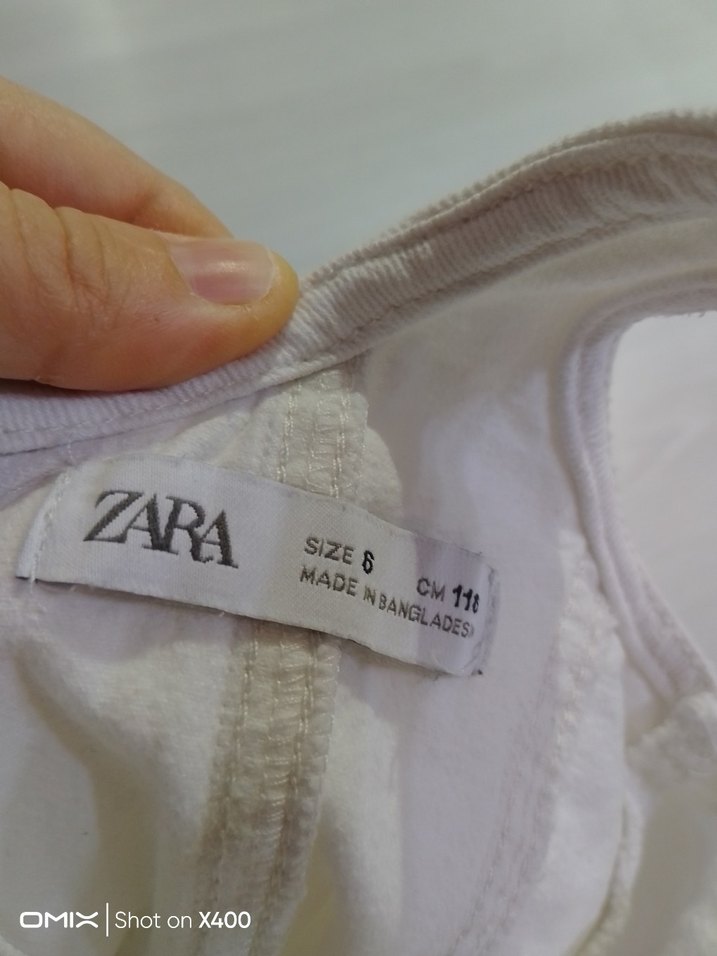 ZARA
SIZE 6 CM 116
MADE IN BANGLADESH
OMIX | Shot on X400